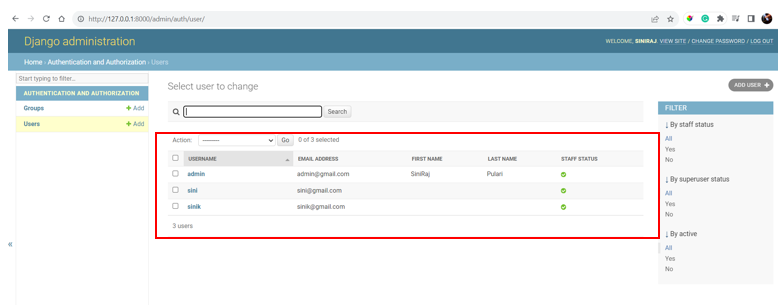 http://127.0.0.1:8000/admin/auth/user/
Django administration
WELCOME, SINIRAJ VIEW SITE / CHANGE PASSWORD / LOG OUT
Home › Authentication and Authorization › Users
Start typing to filter...
AUTHENTICATION AND AUTHORIZATION
Groups + Add
Users + Add
«
Select user to change
ADD USER +
Search
Action: --------- Go 0 of 3 selected
USERNAME EMAIL ADDRESS FIRST NAME LAST NAME STAFF STATUS
admin admin@gmail.com SiniRaj Pulari
sini sini@gmail.com
sinik sinik@gmail.com
3 users
FILTER
↓ By staff status
All
Yes
No
↓ By superuser status
All
Yes
No
↓ By active
All
Yes
No